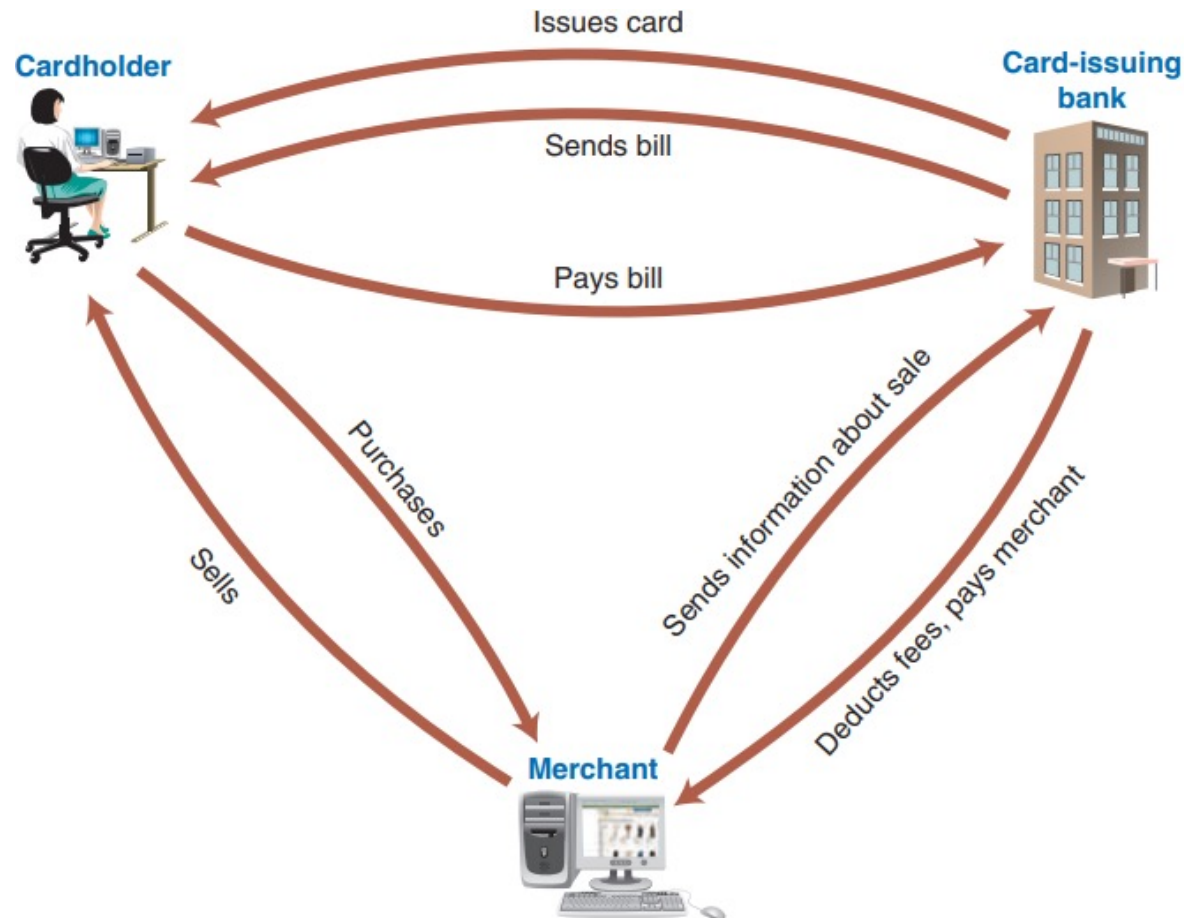 Issues card
Cardholder
Card-issuing
bank
Sends bill
Pays bill
Purchases
Sells
Sends information about sale
Deducts fees, pays merchant
Merchant